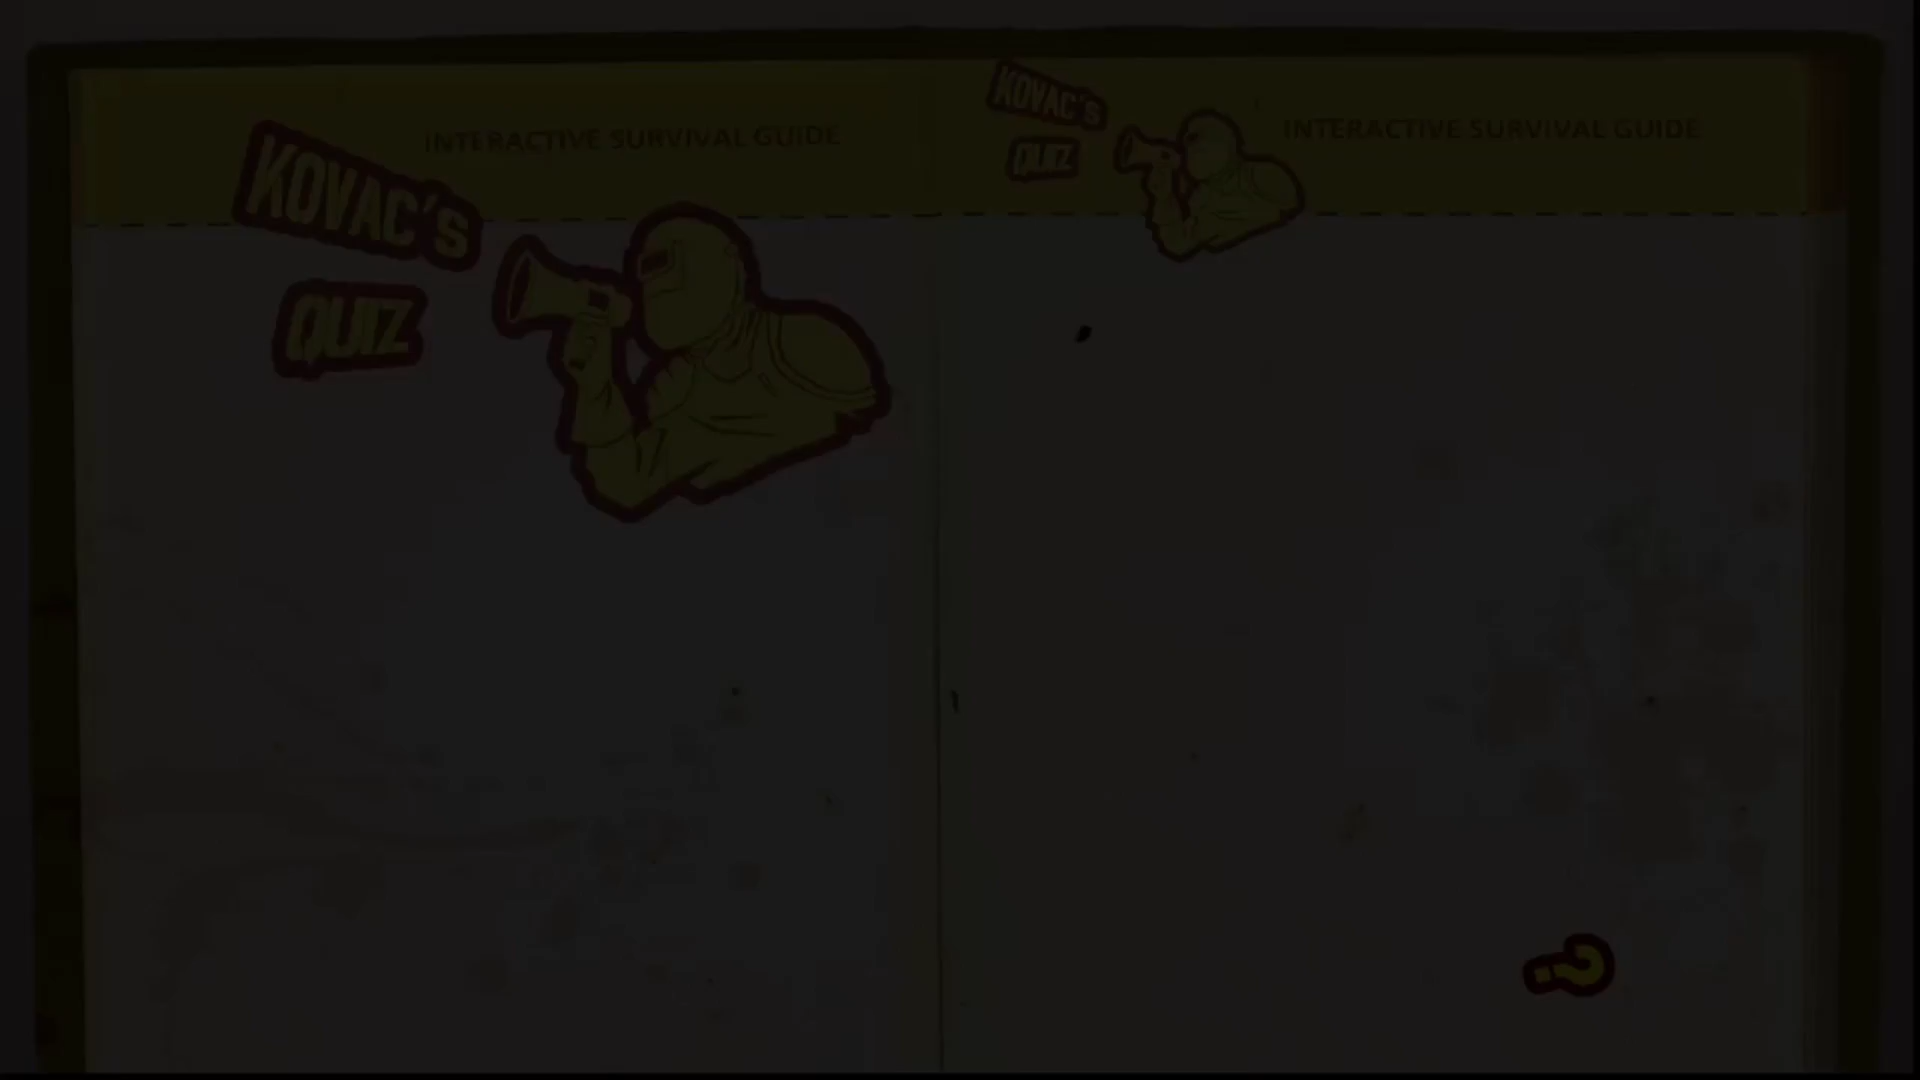 INTERACTIVE SURVIVAL GUIDE
KOVAC'S
QUIZ
KOVAC'S
QUIZ
INTERACTIVE SURVIVAL GUIDE
?